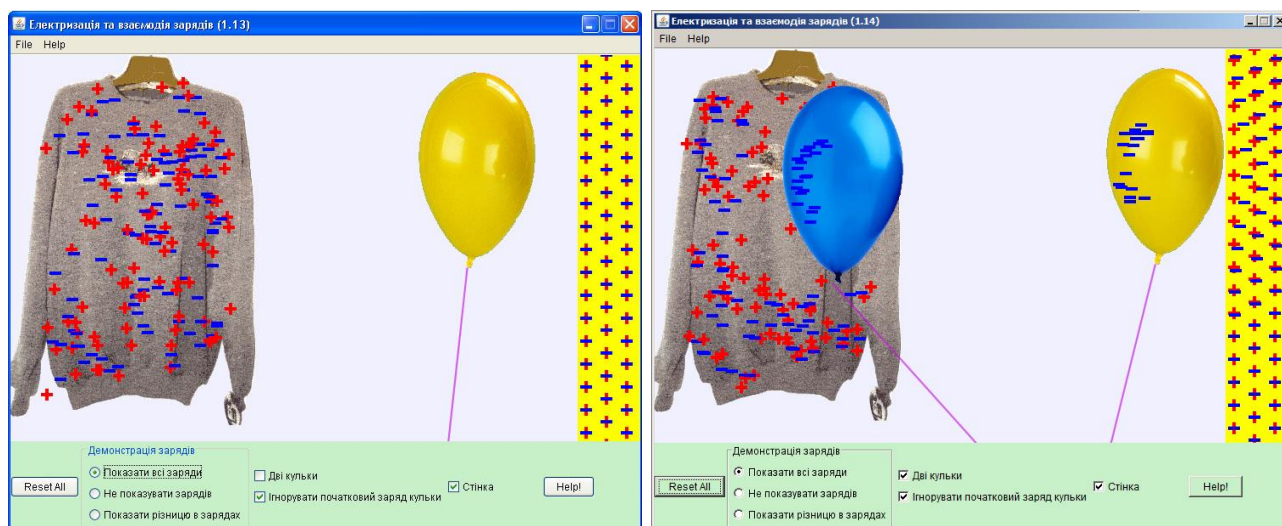 Електризація та взаємодія зарядів (1.13)
File Help
Демонстрація зарядів
Показати всі заряди
Не показувати зарядів
Показати різницю в зарядах
Reset All
Дві кульки
Ігнорувати початковий заряд кульки
Стінка
Help!
Електризація та взаємодія зарядів (1.14)
File Help
Демонстрація зарядів
Показати всі заряди
Не показувати зарядів
Показати різницю в зарядах
Reset All
Дві кульки
Ігнорувати початковий заряд кульки
Стінка
Help!